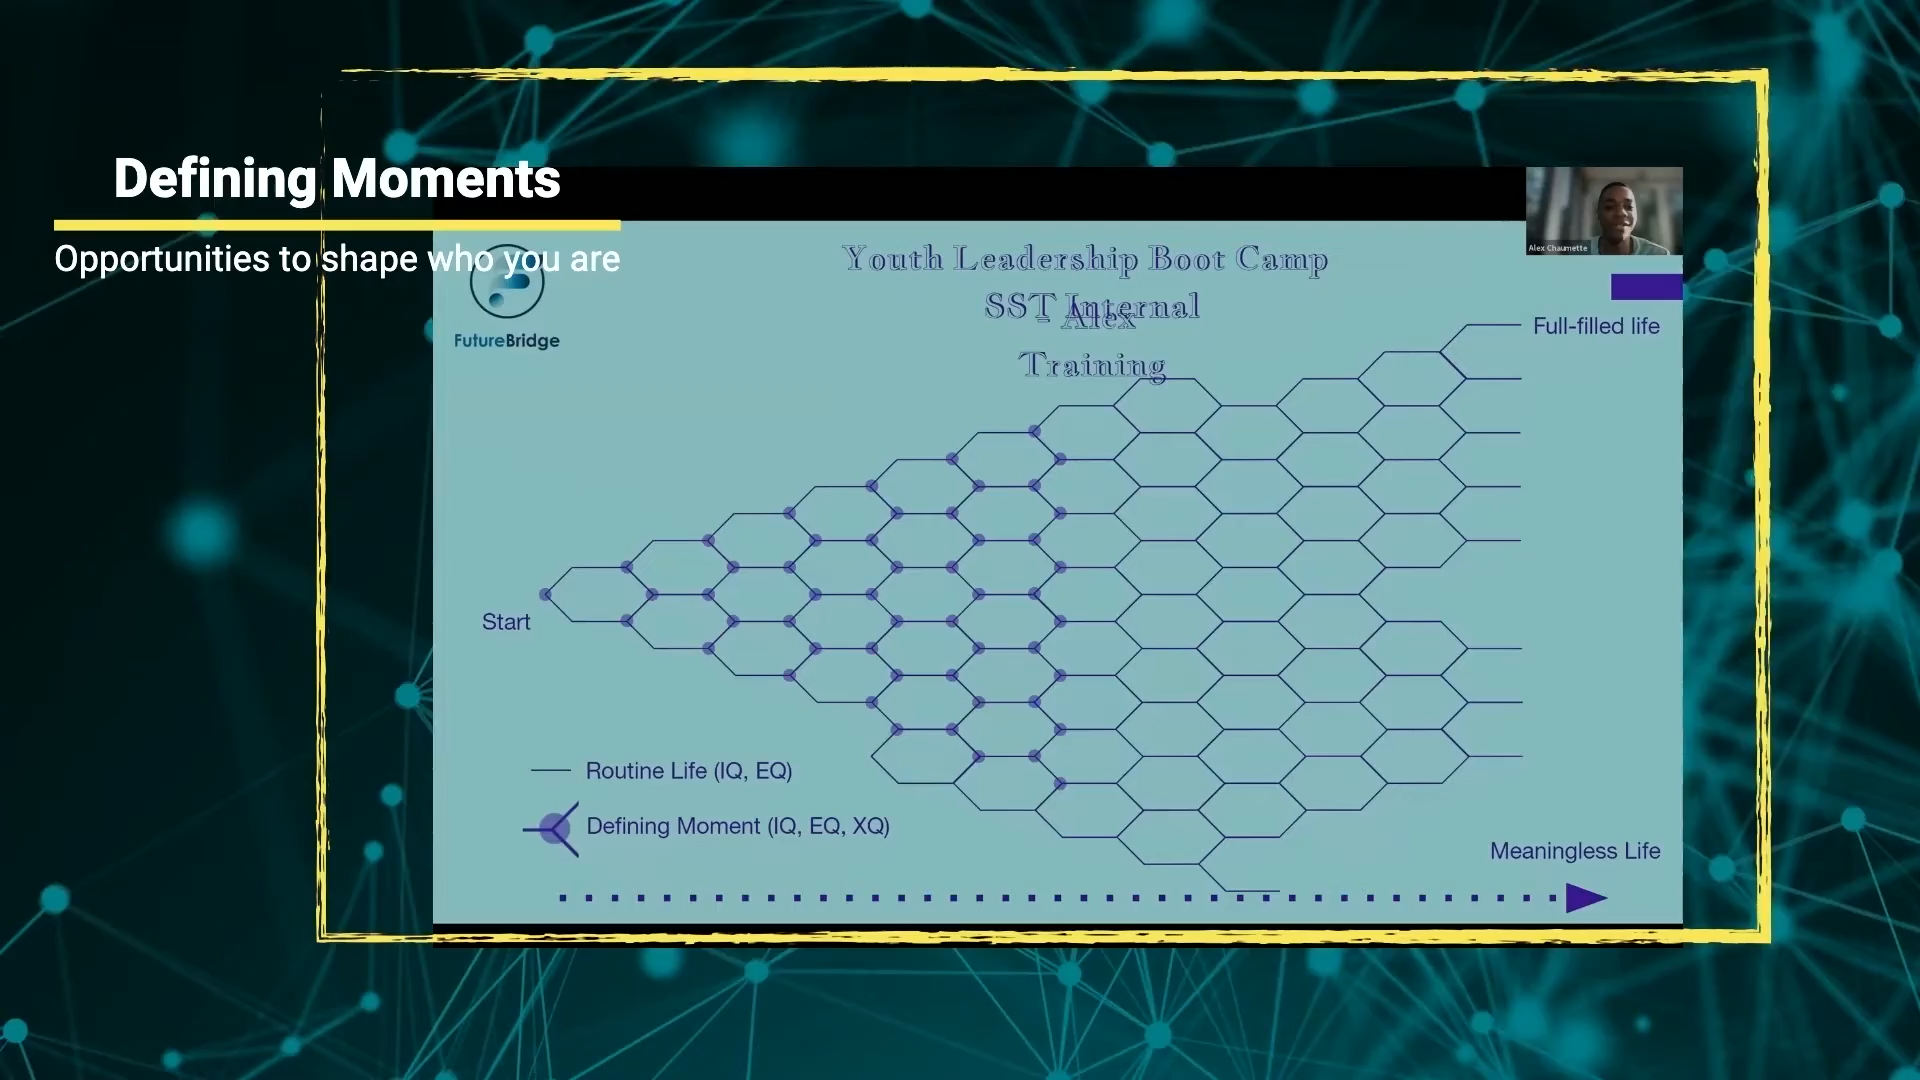 Defining Moments
Opportunities to shape who you are
FutureBridge
Youth Leadership Boot Camp
SST Internal
- Alex
Training
Alex Chaumette
Full-filled life
Start
Routine Life (IQ, EQ)
Defining Moment (IQ, EQ, XQ)
Meaningless Life